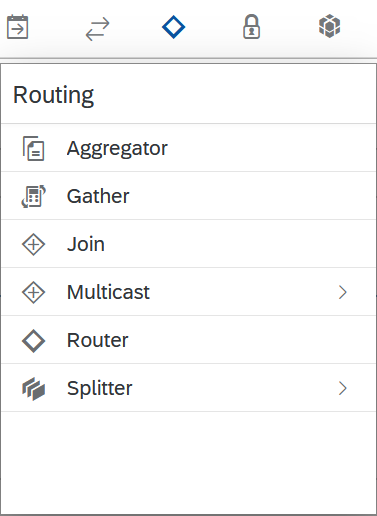 Routing
Aggregator
Gather
Join
Multicast
Router
Splitter